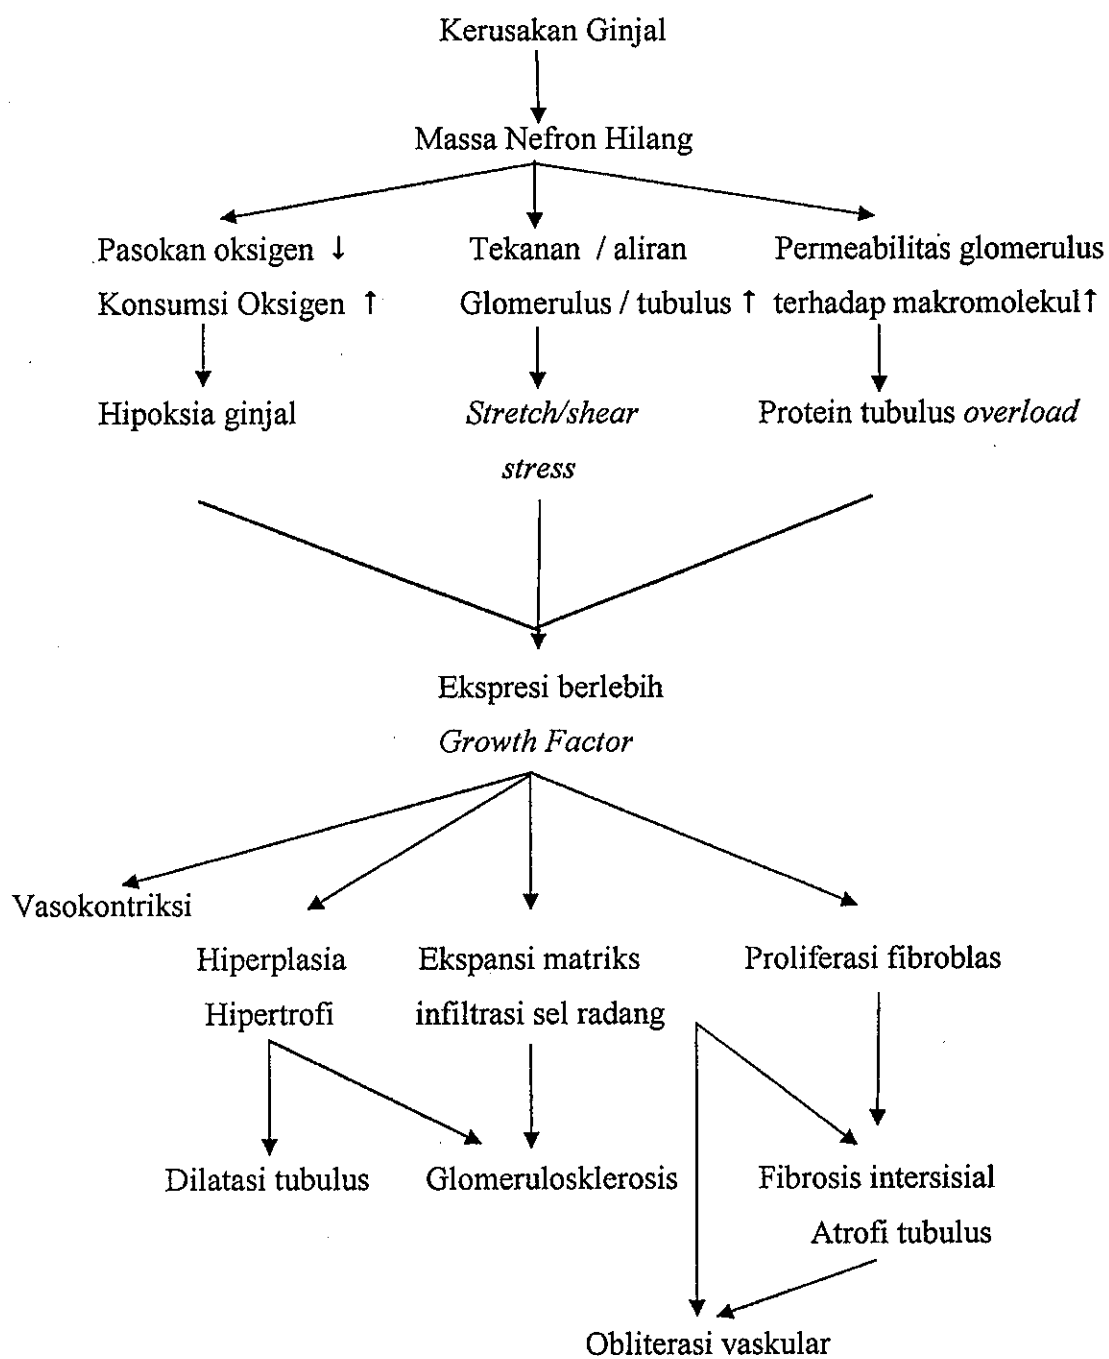 Kerusakan Ginjal
Massa Nefron Hilang
Pasokan oksigen ↓
Konsumsi Oksigen ↑
Tekanan / aliran
Glomerulus / tubulus ↑
Permeabilitas glomerulus
terhadap makromolekul↑
Hipoksia ginjal
Stretch/shear
stress
Protein tubulus overload
Ekspresi berlebih
Growth Factor
Vasokontriksi
Hiperplasia
Hipertrofi
Ekspansi matriks
infiltrasi sel radang
Proliferasi fibroblas
Dilatasi tubulus
Glomerulosklerosis
Fibrosis intersisial
Atrofi tubulus
Obliterasi vaskular